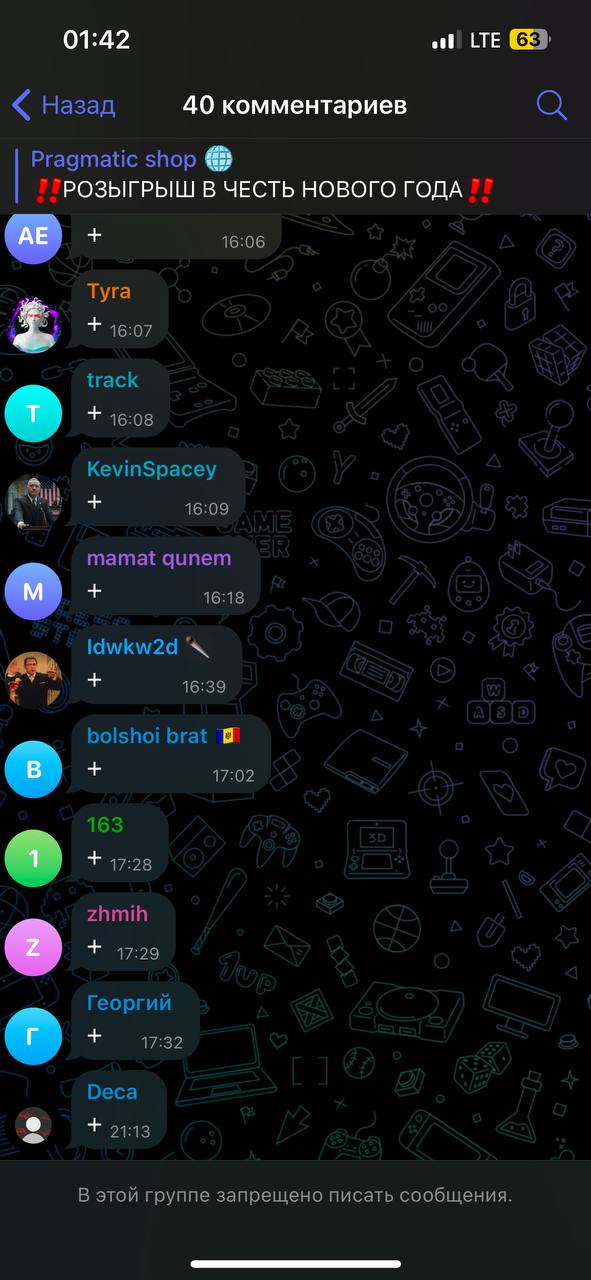 01:42
LTE
63
Назад
40 комментариев
Pragmatic shop 🌐
‼️РОЗЫГРЫШ В ЧЕСТЬ НОВОГО ГОДА‼️
AE
+ 16:06
Tyra
+ 16:07
T
track
+ 16:08
KevinSpacey
+ 16:09
M
mamat qunem
+ 16:18
ldwkw2d
+ 16:39
B
bolshoi brat 🇲🇩
+ 17:02
1
163
+ 17:28
Z
zhmih
+ 17:29
Г
Георгий
+ 17:32
Deca
+ 21:13
В этой группе запрещено писать сообщения.